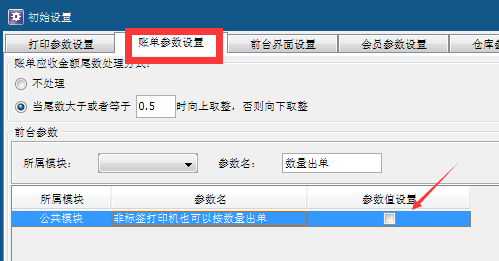 初始设置
打印参数设置 账单参数设置 前台界面设置 会员参数设置 仓库参
账单应收金额尾数处理方式:
不处理
当尾数大于或者等于 0.5 时向上取整，否则向下取整
前台参数
所属模块: 参数名: 数量出单
所属模块 参数名 参数值设置
公共模块 非标签打印机也可以按数量出单